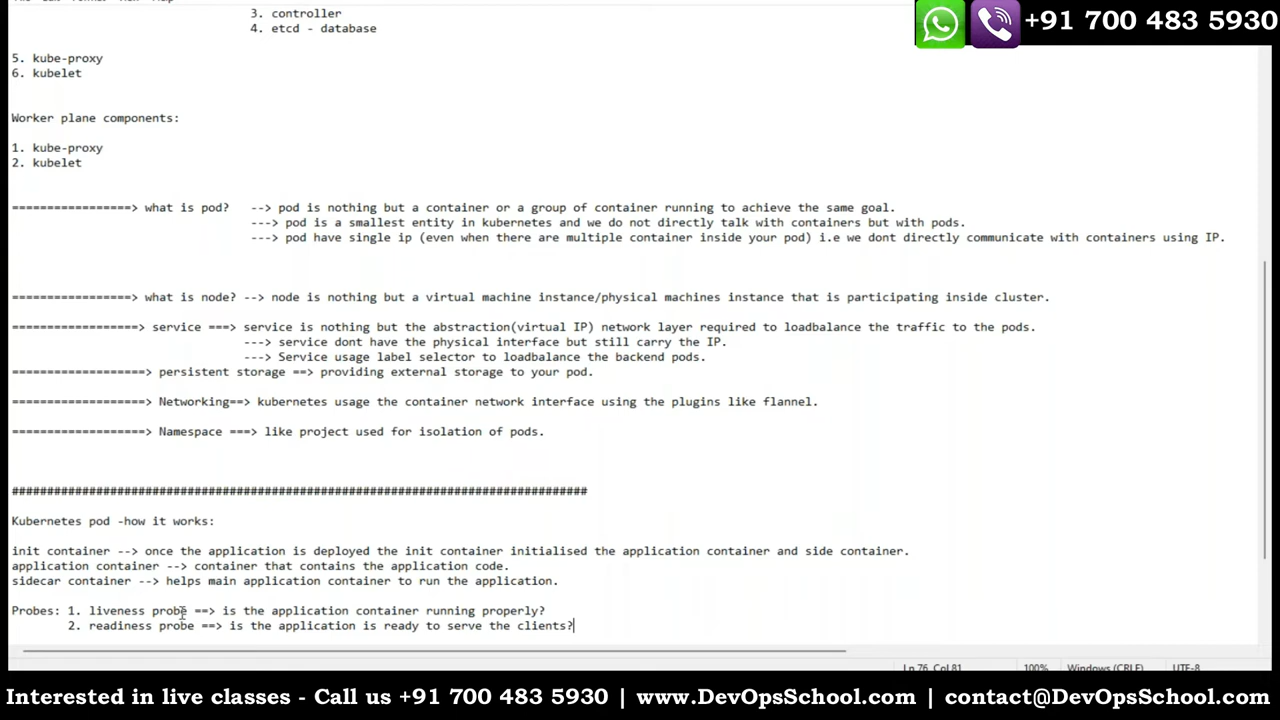 +91 700 483 5930
3. controller
4. etcd - database
5. kube-proxy
6. kubelet
Worker plane components:
1. kube-proxy
2. kubelet
=================> what is pod?   --> pod is nothing but a container or a group of container running to achieve the same goal.
---> pod is a smallest entity in kubernetes and we do not directly talk with containers but with pods.
---> pod have single ip (even when there are multiple container inside your pod) i.e we dont directly communicate with containers using IP.
=================> what is node? --> node is nothing but a virtual machine instance/physical machines instance that is participating inside cluster.
==================> service ===> service is nothing but the abstraction(virtual IP) network layer required to loadbalance the traffic to the pods.
---> service dont have the physical interface but still carry the IP.
---> Service usage label selector to loadbalance the backend pods.
===================> persistent storage ==> providing external storage to your pod.
===================> Networking==> kubernetes usage the container network interface using the plugins like flannel.
===================> Namespace ===> like project used for isolation of pods.
##################################################################################
Kubernetes pod -how it works:
init container --> once the application is deployed the init container initialised the application container and side container.
application container --> container that contains the application code.
sidecar container --> helps main application container to run the application.
Probes: 1. liveness probe ==> is the application container running properly?
2. readiness probe ==> is the application is ready to serve the clients?
Ln 76, Col 81 100% Windows (CRLF) UTF-8
Interested in live classes - Call us +91 700 483 5930 | www.DevOpsSchool.com | contact@DevOpsSchool.com